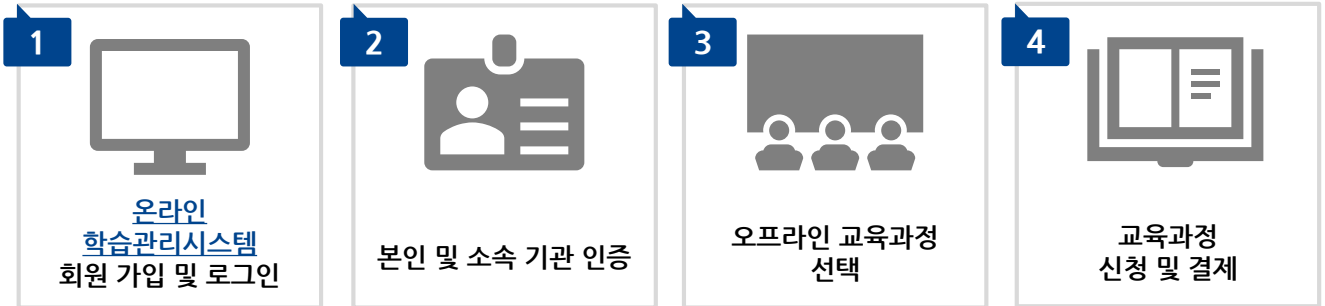 1
온라인
학습관리시스템
회원 가입 및 로그인
2
본인 및 소속 기관 인증
3
오프라인 교육과정
선택
4
교육과정
신청 및 결제